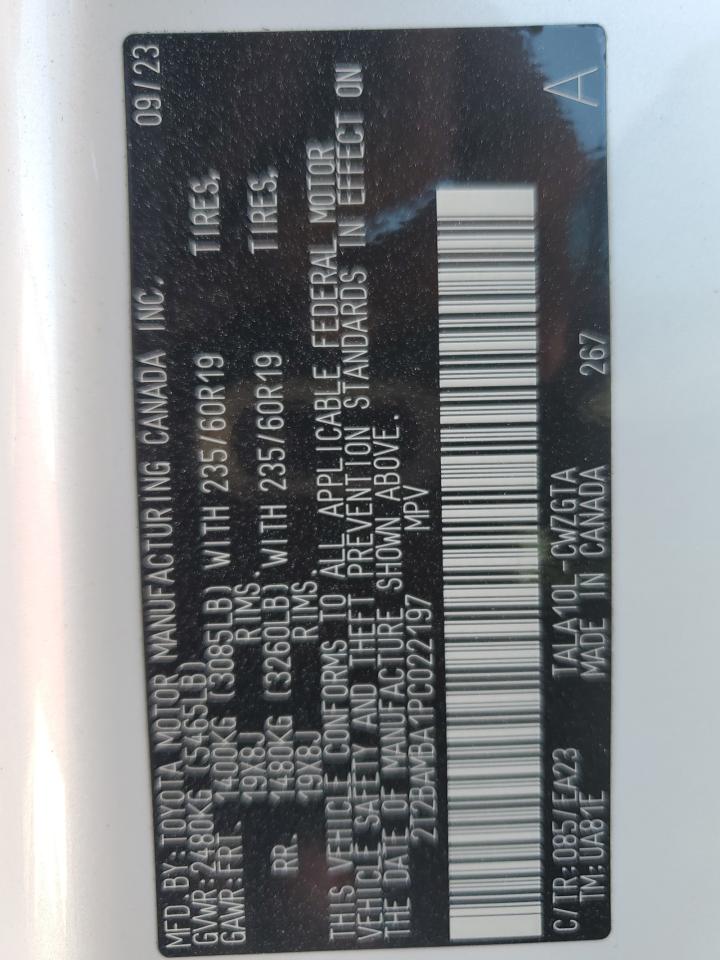 MFD.BY:TOYOTA MOTOR MANUFACTURING CANADA INC. 09/23
GVWR:2480KG (5465LB)
GAWR:FRT. 1400KG (3085LB) WITH 235/60R19 TIRES,
19X8J RIMS.
RR. 1480KG (3260LB) WITH 235/60R19 TIRES,
19X8J RIMS.
THIS VEHICLE CONFORMS TO ALL APPLICABLE FEDERAL MOTOR
VEHICLE SAFETY AND THEFT PREVENTION STANDARDS IN EFFECT ON
THE DATE OF MANUFACTURE SHOWN ABOVE.
2T2BAMBA1PC022197 MPV
C/TR:085/EA23 TALA10L-CWZGTA A
TM:UA81E MADE IN CANADA 267